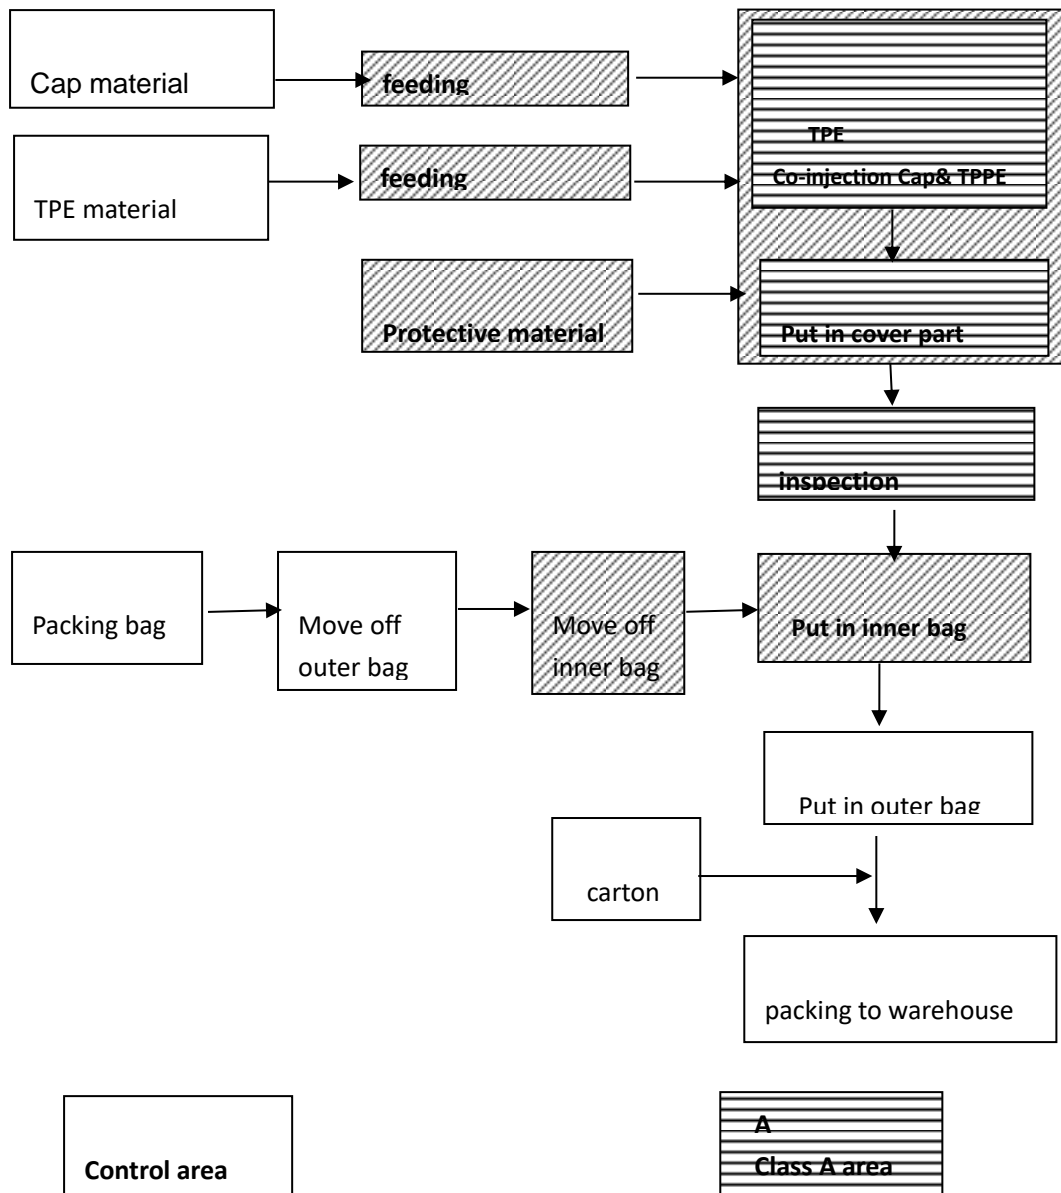 Cap material
feeding
TPE
Co-injection Cap& TPPE
TPE material
feeding
Protective material
Put in cover part
inspection
Packing bag
Move off
outer bag
Move off
inner bag
Put in inner bag
Put in outer bag
carton
packing to warehouse
Control area
A
Class A area